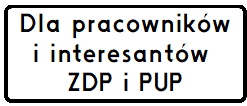 Dla pracowników
i interesantów
ZDP i PUP